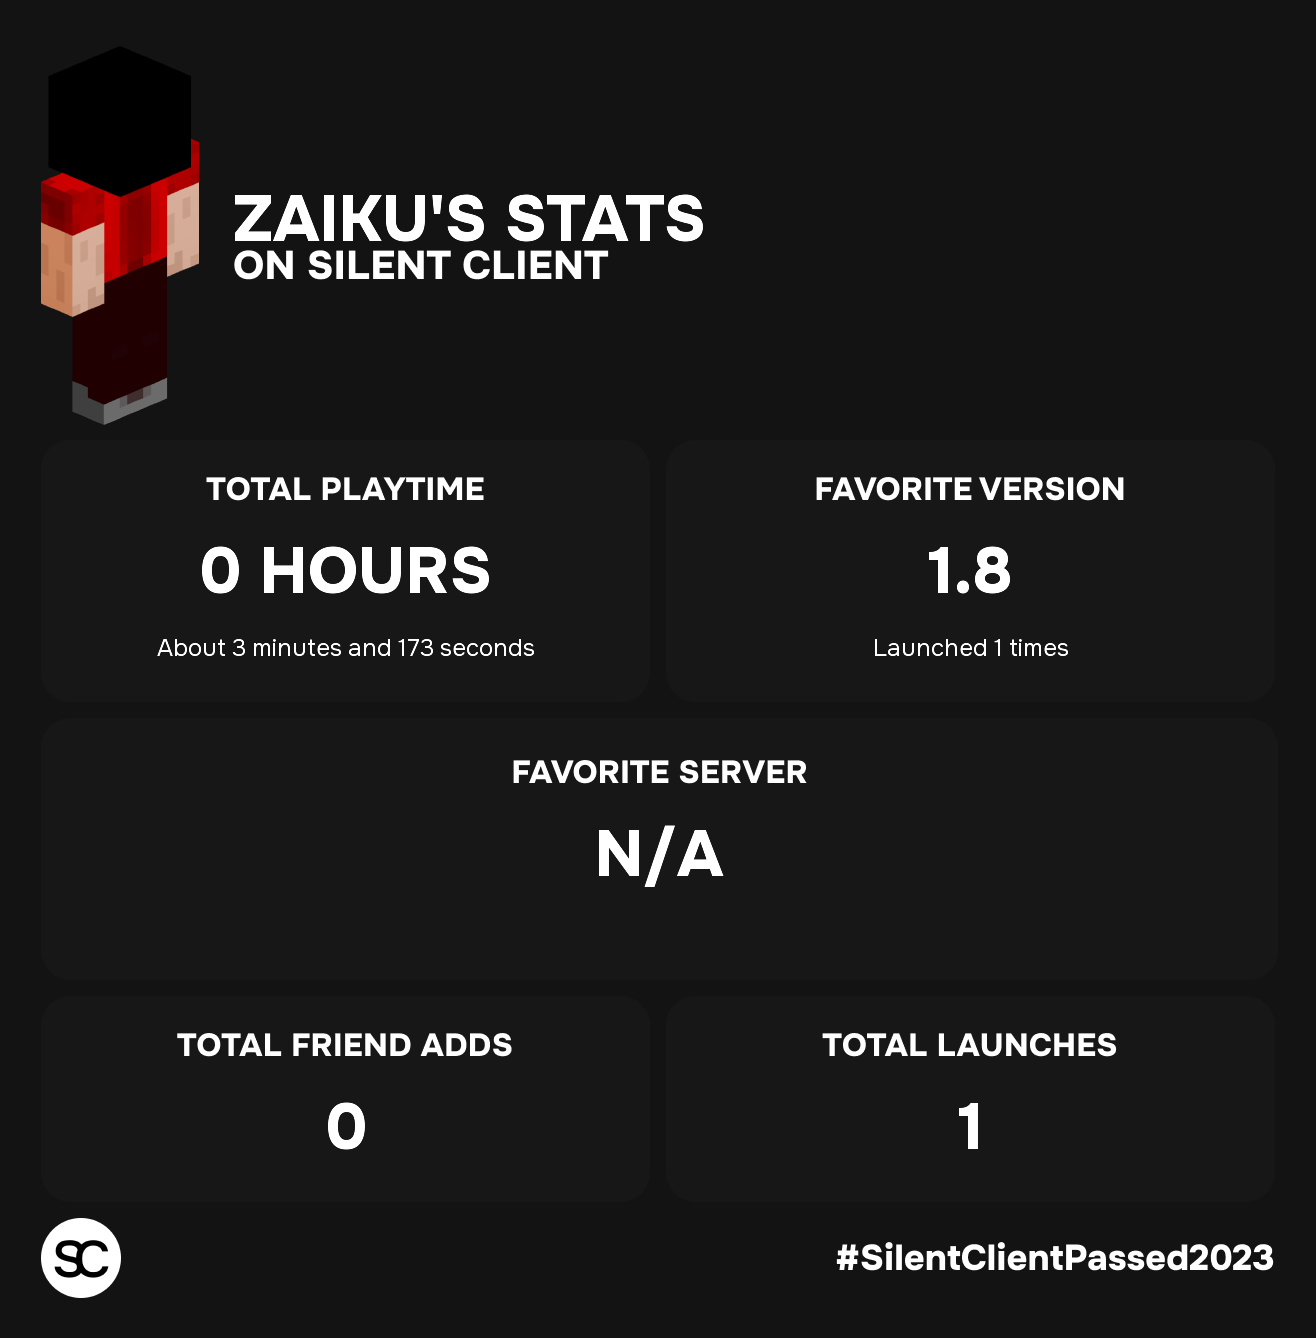 ZAIKU'S STATS
ON SILENT CLIENT
TOTAL PLAYTIME
0 HOURS
About 3 minutes and 173 seconds
FAVORITE VERSION
1.8
Launched 1 times
FAVORITE SERVER
N/A
TOTAL FRIEND ADDS
0
TOTAL LAUNCHES
1
SC
#SilentClientPassed2023